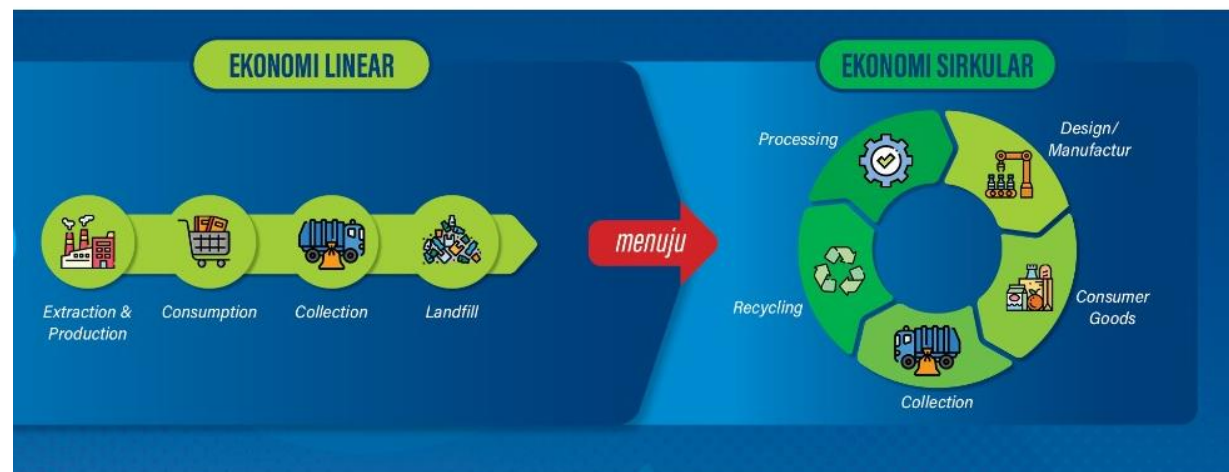 EKONOMI LINEAR
Extraction &
Production
Consumption
Collection
Landfill
menuju
EKONOMI SIRKULAR
Processing
Design/
Manufactur
Recycling
Consumer
Goods
Collection